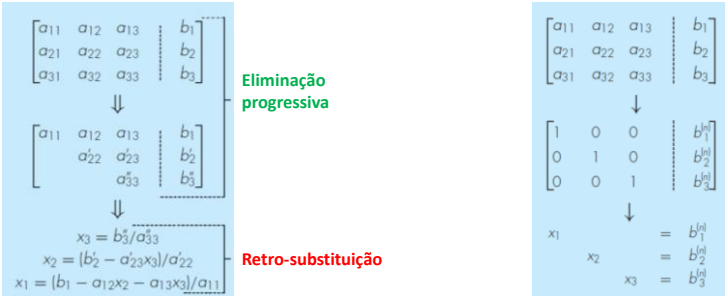 a11 a12 a13 b1
a21 a22 a23 b2
a31 a32 a33 b3
⇓
a11 a12 a13 b1
a′22 a′23 b′2
a″33 b″3
⇓
x3 = b″3/a″33
x2 = (b′2 − a′23x3)/a′22
x1 = (b1 − a12x2 − a13x3)/a11
Eliminação
progressiva
Retro-substituição
a11 a12 a13 b1
a21 a22 a23 b2
a31 a32 a33 b3
↓
1 0 0 b1(n)
0 1 0 b2(n)
0 0 1 b3(n)
↓
x1 = b1(n)
x2 = b2(n)
x3 = b3(n)